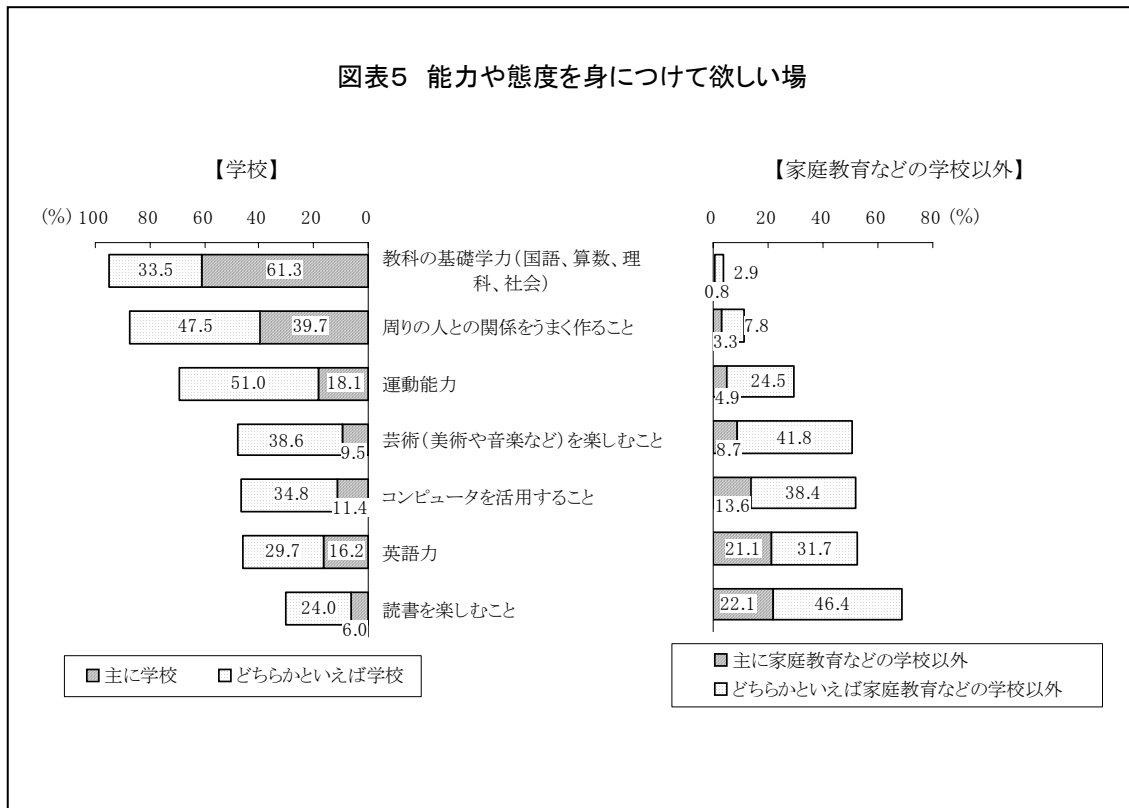 図表５ 能力や態度を身につけて欲しい場
【学校】
【家庭教育などの学校以外】
(%) 100 80 60 40 20 0
0 20 40 60 80 (%)
33.5 61.3
教科の基礎学力（国語、算数、理
科、社会）
0.8 2.9
47.5 39.7
周りの人との関係をうまく作ること
3.3 7.8
51.0 18.1
運動能力
4.9 24.5
38.6 9.5
芸術（美術や音楽など）を楽しむこと
8.7 41.8
34.8 11.4
コンピュータを活用すること
13.6 38.4
29.7 16.2
英語力
21.1 31.7
24.0 6.0
読書を楽しむこと
22.1 46.4
主に学校 どちらかといえば学校
主に家庭教育などの学校以外
どちらかといえば家庭教育などの学校以外